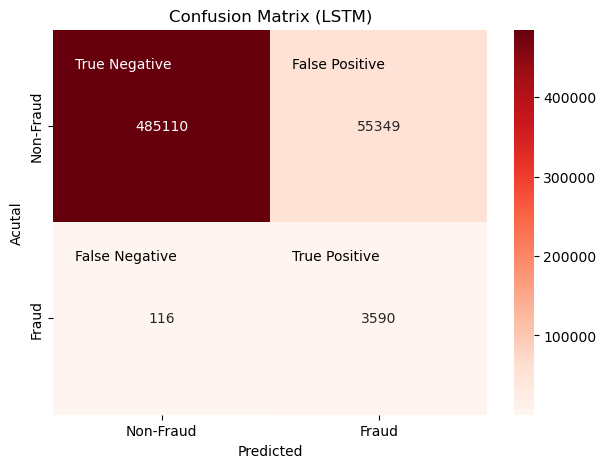 Confusion Matrix (LSTM)
True Negative
False Positive
485110
55349
False Negative
True Positive
116
3590
Non-Fraud
Fraud
Acutal
Non-Fraud
Fraud
Predicted
400000
300000
200000
100000